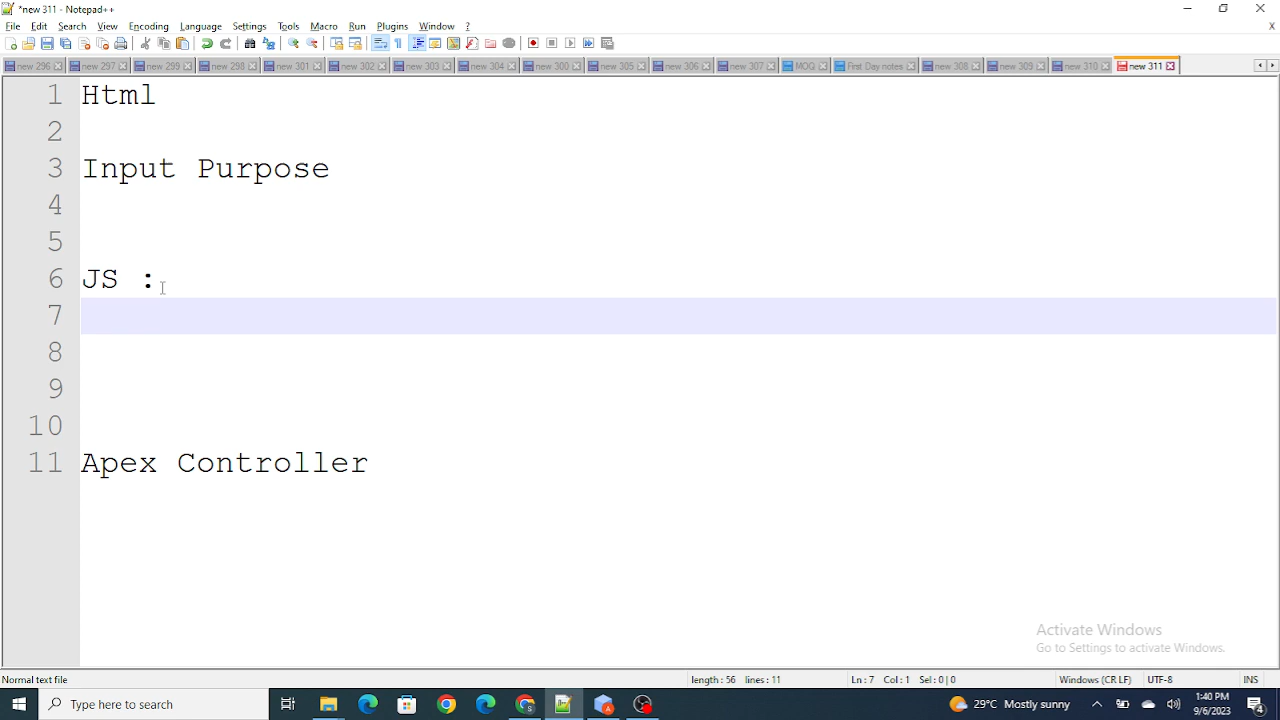 *new 311 - Notepad++
File Edit Search View Encoding Language Settings Tools Macro Run Plugins Window ?
new 296 new 297 new 299 new 298 new 301 new 302 new 303 new 304 new 300 new 305 new 306 new 307 MOG First Day notes new 308 new 309 new 310 new 311
1 Html
2
3 Input Purpose
4
5
6 JS :
7
8
9
10
11 Apex Controller
Activate Windows
Go to Settings to activate Windows.
Normal text file length : 56 lines : 11 Ln : 7 Col : 1 Sel : 0 | 0 Windows (CR LF) UTF-8 INS
Type here to search 29°C Mostly sunny 1:40 PM
9/6/2023 4